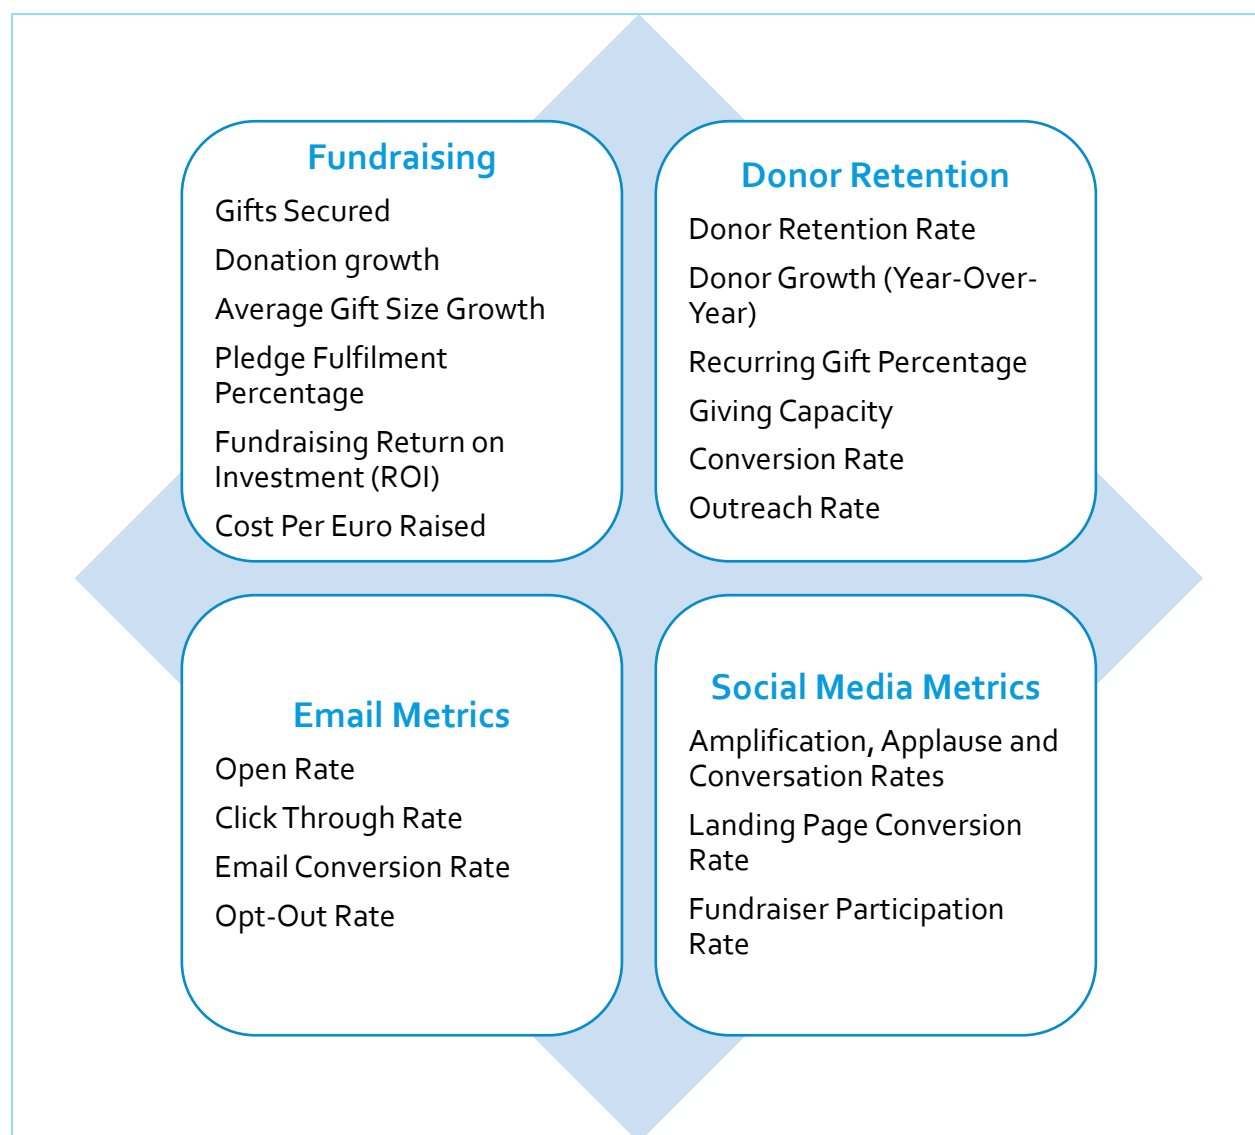 Fundraising
Gifts Secured
Donation growth
Average Gift Size Growth
Pledge Fulfilment
Percentage
Fundraising Return on
Investment (ROI)
Cost Per Euro Raised
Donor Retention
Donor Retention Rate
Donor Growth (Year-Over-
Year)
Recurring Gift Percentage
Giving Capacity
Conversion Rate
Outreach Rate
Email Metrics
Open Rate
Click Through Rate
Email Conversion Rate
Opt-Out Rate
Social Media Metrics
Amplification, Applause and
Conversation Rates
Landing Page Conversion
Rate
Fundraiser Participation
Rate